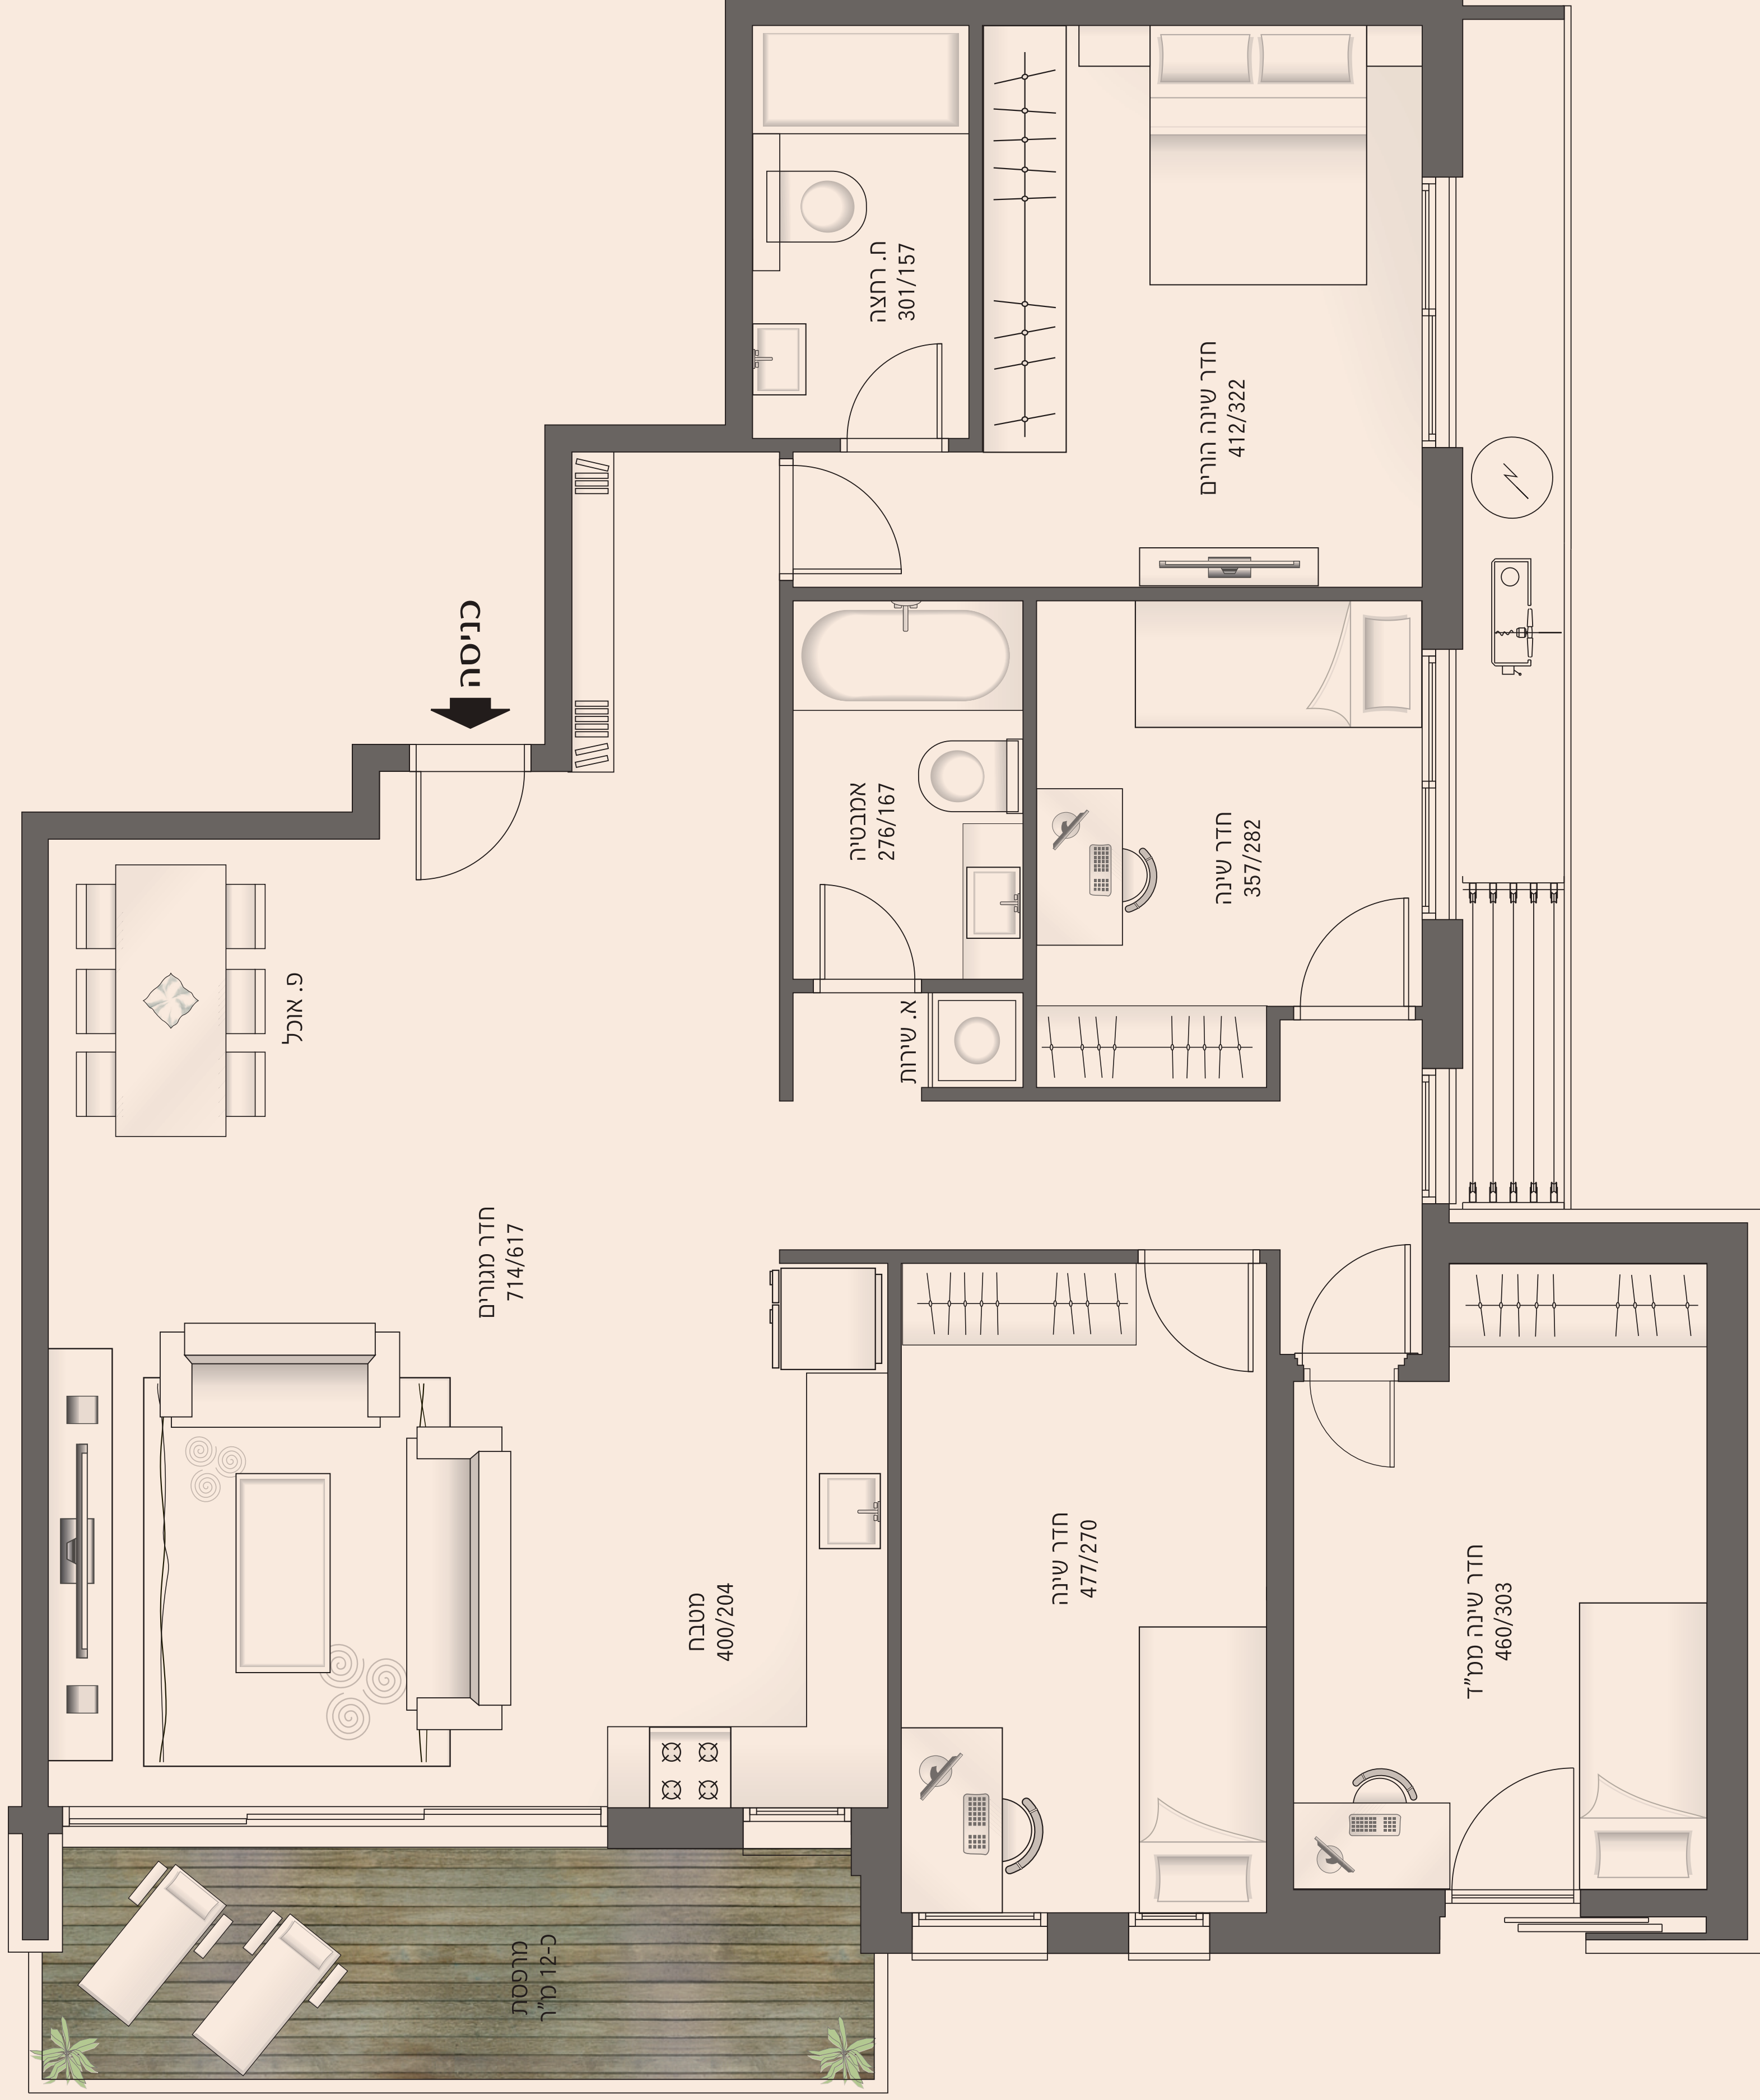 ח. רחצה
301/157
חדר שינה הורים
412/322
כניסה
אמבטיה
276/167
חדר שינה
357/282
פ. אוכל
א. שירות
חדר מגורים
714/617
מטבח
400/204
חדר שינה
477/270
חדר שינה ממ"ד
460/303
מרפסת
כ-12 מ"ר